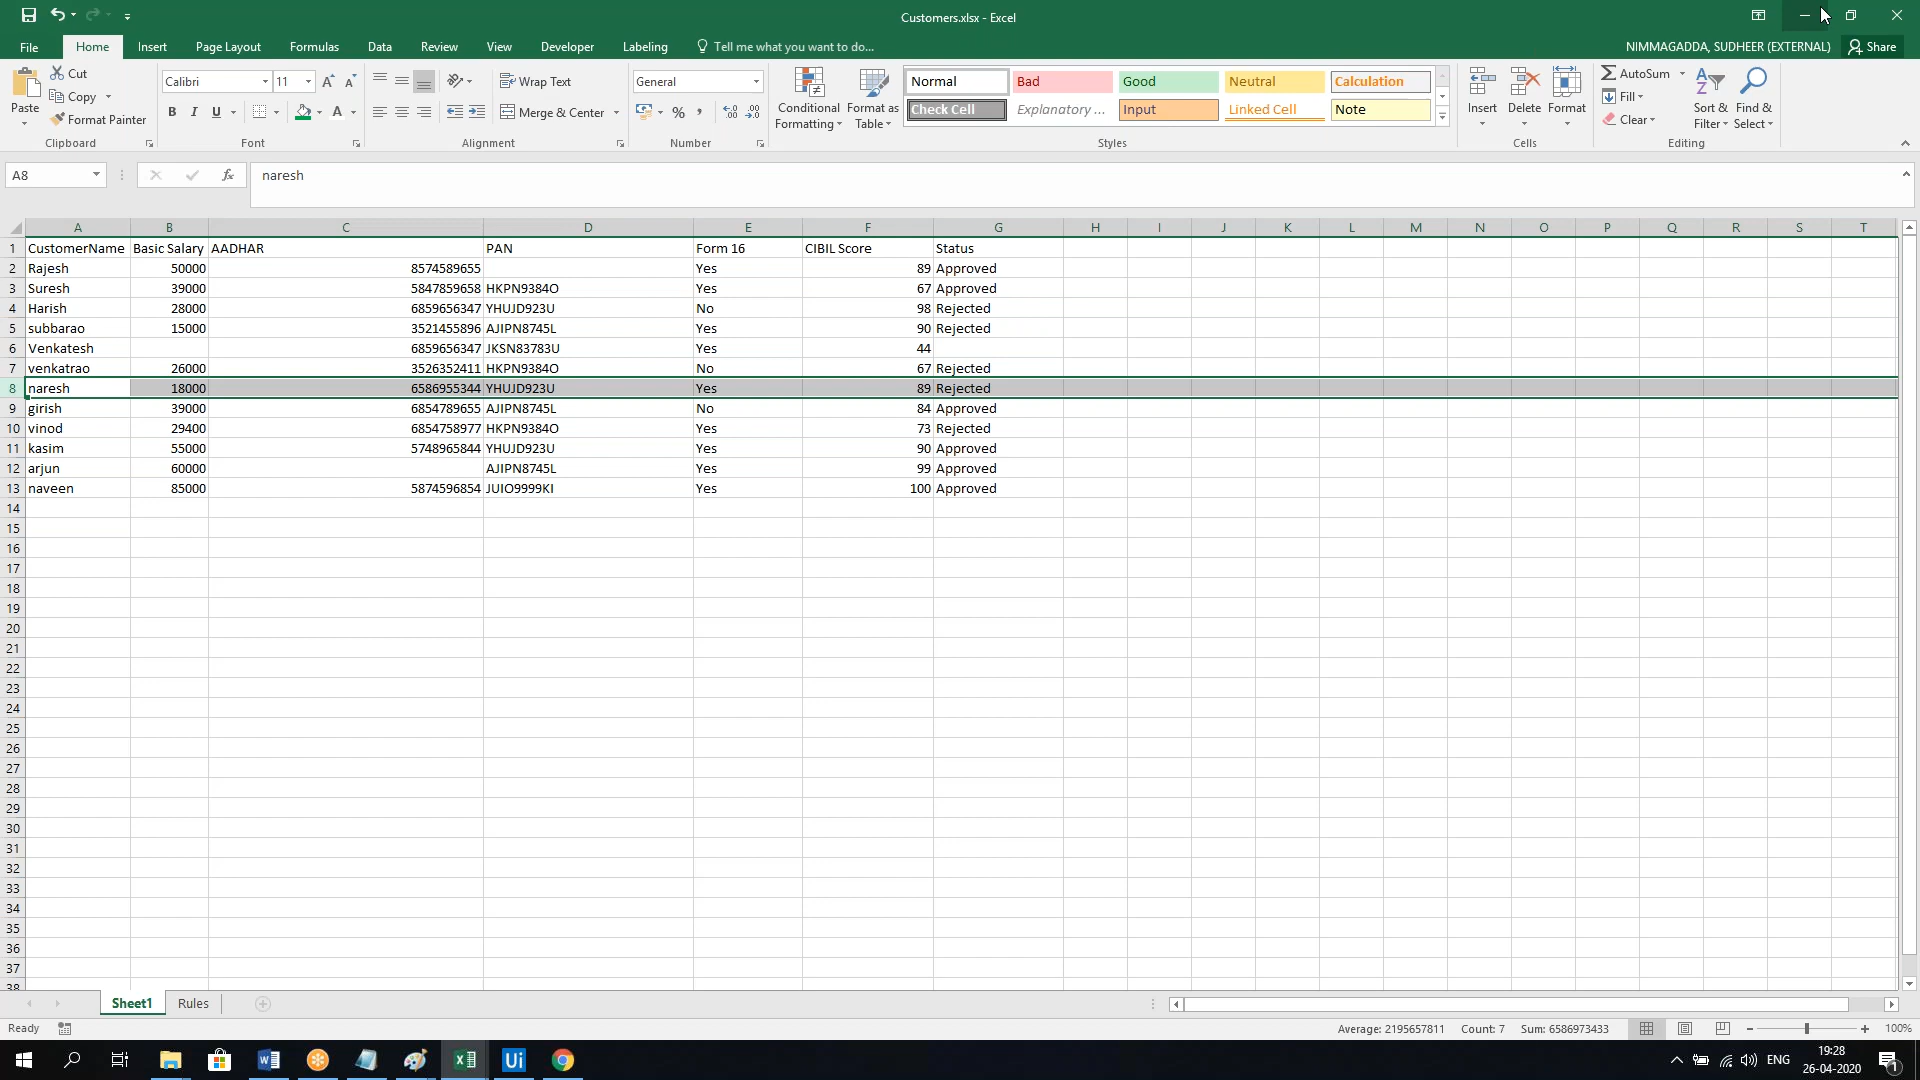 Customers.xlsx - Excel
File Home Insert Page Layout Formulas Data Review View Developer Labeling Tell me what you want to do... NIMMAGADDA, SUDHEER (EXTERNAL) Share
Paste Cut
Copy
Format Painter
Clipboard
Calibri 11
B I U
Font
Wrap Text
Merge & Center
Alignment
General
%
Number
Conditional Formatting
Format as Table
Normal Bad Good Neutral Calculation
Check Cell Explanatory ... Input Linked Cell Note
Styles
Insert Delete Format
Cells
AutoSum
Fill
Clear
Sort & Filter
Find & Select
Editing
A8 fx naresh
A B C D E F G H I J K L M N O P Q R S T
1 CustomerName Basic Salary AADHAR PAN Form 16 CIBIL Score Status
2 Rajesh 50000 8574589655 Yes 89 Approved
3 Suresh 39000 5847859658 HKPN9384O Yes 67 Approved
4 Harish 28000 6859656347 YHUJD923U No 98 Rejected
5 subbarao 15000 3521455896 AJIPN8745L Yes 90 Rejected
6 Venkatesh 6859656347 JKSN83783U Yes 44
7 venkatrao 26000 3526352411 HKPN9384O No 67 Rejected
8 naresh 18000 6586955344 YHUJD923U Yes 89 Rejected
9 girish 39000 6854789655 AJIPN8745L No 84 Approved
10 vinod 29400 6854758977 HKPN9384O Yes 73 Rejected
11 kasim 55000 5748965844 YHUJD923U Yes 90 Approved
12 arjun 60000 AJIPN8745L Yes 99 Approved
13 naveen 85000 5874596854 JUIO9999KI Yes 100 Approved
14
15
16
17
18
19
20
21
22
23
24
25
26
27
28
29
30
31
32
33
34
35
36
37
38
Sheet1 Rules
Ready Average: 2195657811 Count: 7 Sum: 6586973433 100%
ENG 19:28
26-04-2020
Ui
1